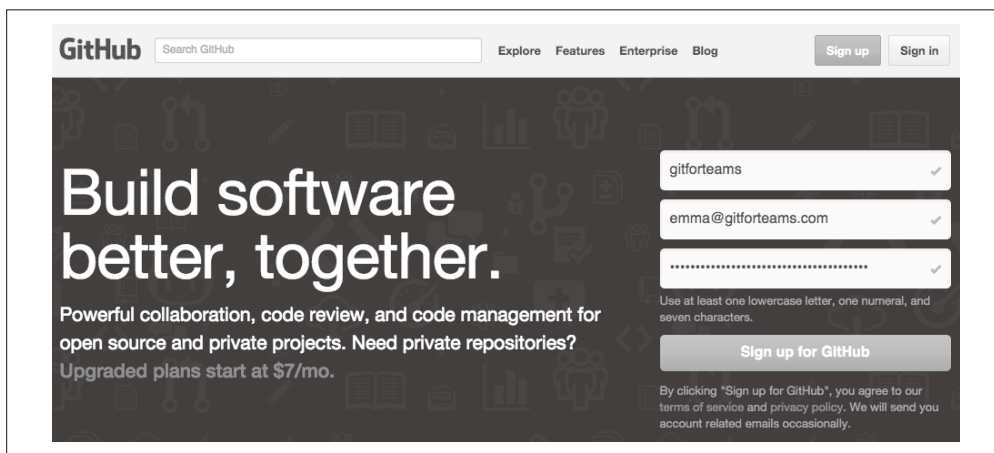 GitHub
Search GitHub
Explore Features Enterprise Blog
Sign up
Sign in
Build software
better, together.
Powerful collaboration, code review, and code management for
open source and private projects. Need private repositories?
Upgraded plans start at $7/mo.
gitforteams
emma@gitforteams.com
Use at least one lowercase letter, one numeral, and
seven characters.
Sign up for GitHub
By clicking "Sign up for GitHub", you agree to our
terms of service and privacy policy. We will send you
account related emails occasionally.